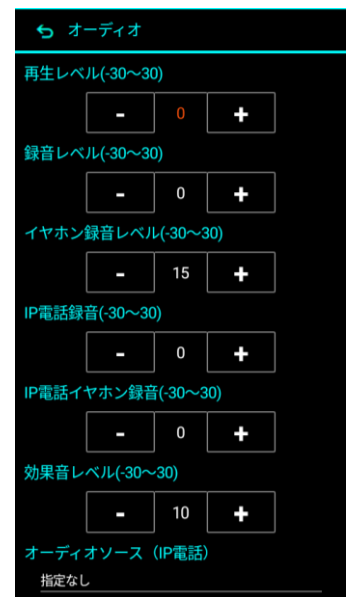 オーディオ
再生レベル(-30～30)
- 0 +
録音レベル(-30～30)
- 0 +
イヤホン録音レベル(-30～30)
- 15 +
IP電話録音(-30～30)
- 0 +
IP電話イヤホン録音(-30～30)
- 0 +
効果音レベル(-30～30)
- 10 +
オーディオソース（IP電話）
指定なし